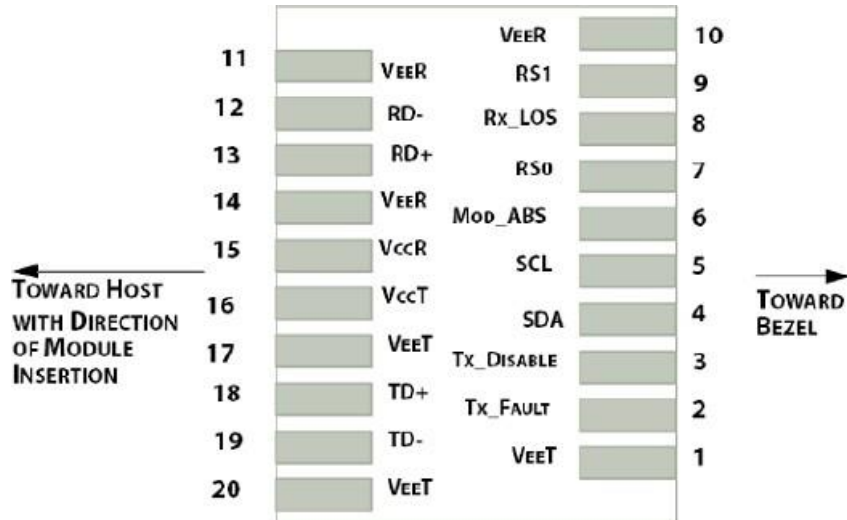 11 VEER
12 RD-
13 RD+
14 VEER
15 VCCR
16 VCCT
17 VEET
18 TD+
19 TD-
20 VEET
VEER 10
RS1 9
RX_LOS 8
RS0 7
MOD_ABS 6
SCL 5
SDA 4
TX_DISABLE 3
TX_FAULT 2
VEET 1
TOWARD HOST
WITH DIRECTION
OF MODULE
INSERTION
TOWARD
BEZEL